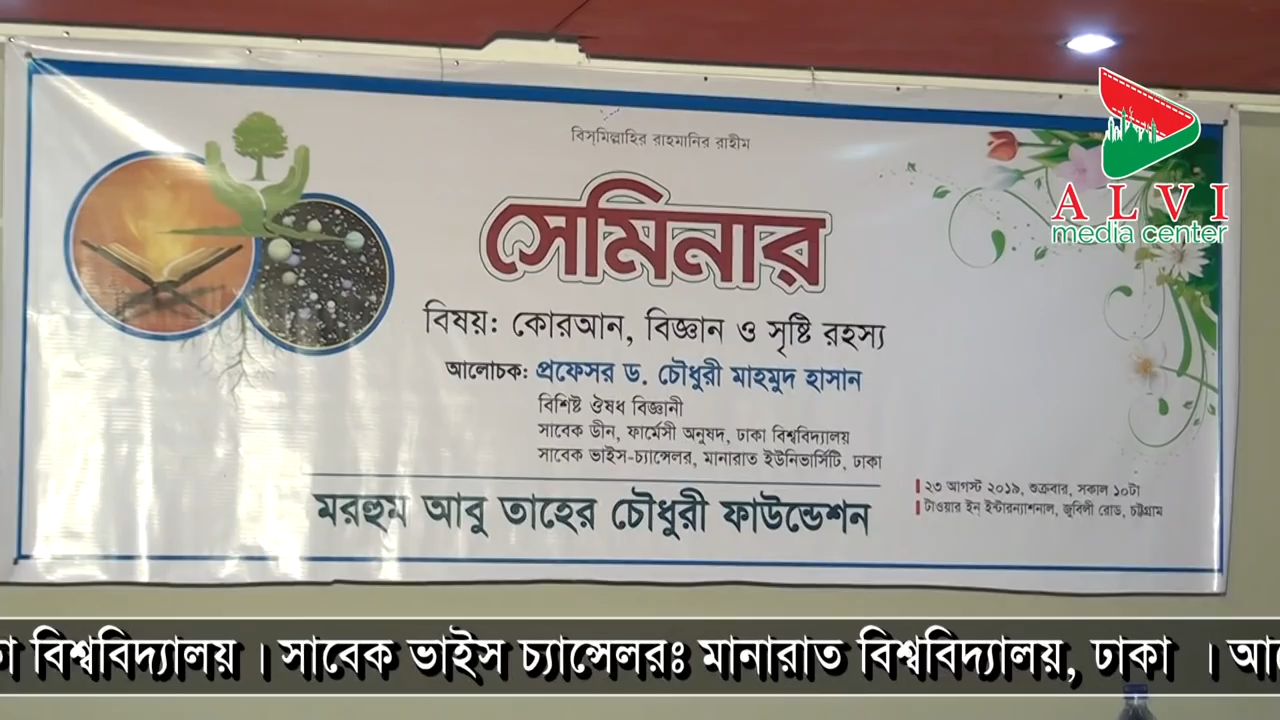 বিস্‌মিল্লাহির রাহমানির রাহীম
সেমিনার
বিষয়: কোরআন, বিজ্ঞান ও সৃষ্টি রহস্য
আলোচক: প্রফেসর ড. চৌধুরী মাহমুদ হাসান
বিশিষ্ট ঔষধ বিজ্ঞানী
সাবেক ডীন, ফার্মেসী অনুষদ, ঢাকা বিশ্ববিদ্যালয়
সাবেক ভাইস-চ্যান্সেলর, মানারাত ইউনিভার্সিটি, ঢাকা
মরহুম আবু তাহের চৌধুরী ফাউন্ডেশন
২৩ আগস্ট ২০১৯, শুক্রবার, সকাল ১০টা
টাওয়ার ইন্ ইন্টারন্যাশনাল, জুবিলী রোড, চট্টগ্রাম
ALVI
media center
বিশ্ববিদ্যালয় । সাবেক ভাইস চ্যান্সেলরঃ মানারাত বিশ্ববিদ্যালয়, ঢাকা ।